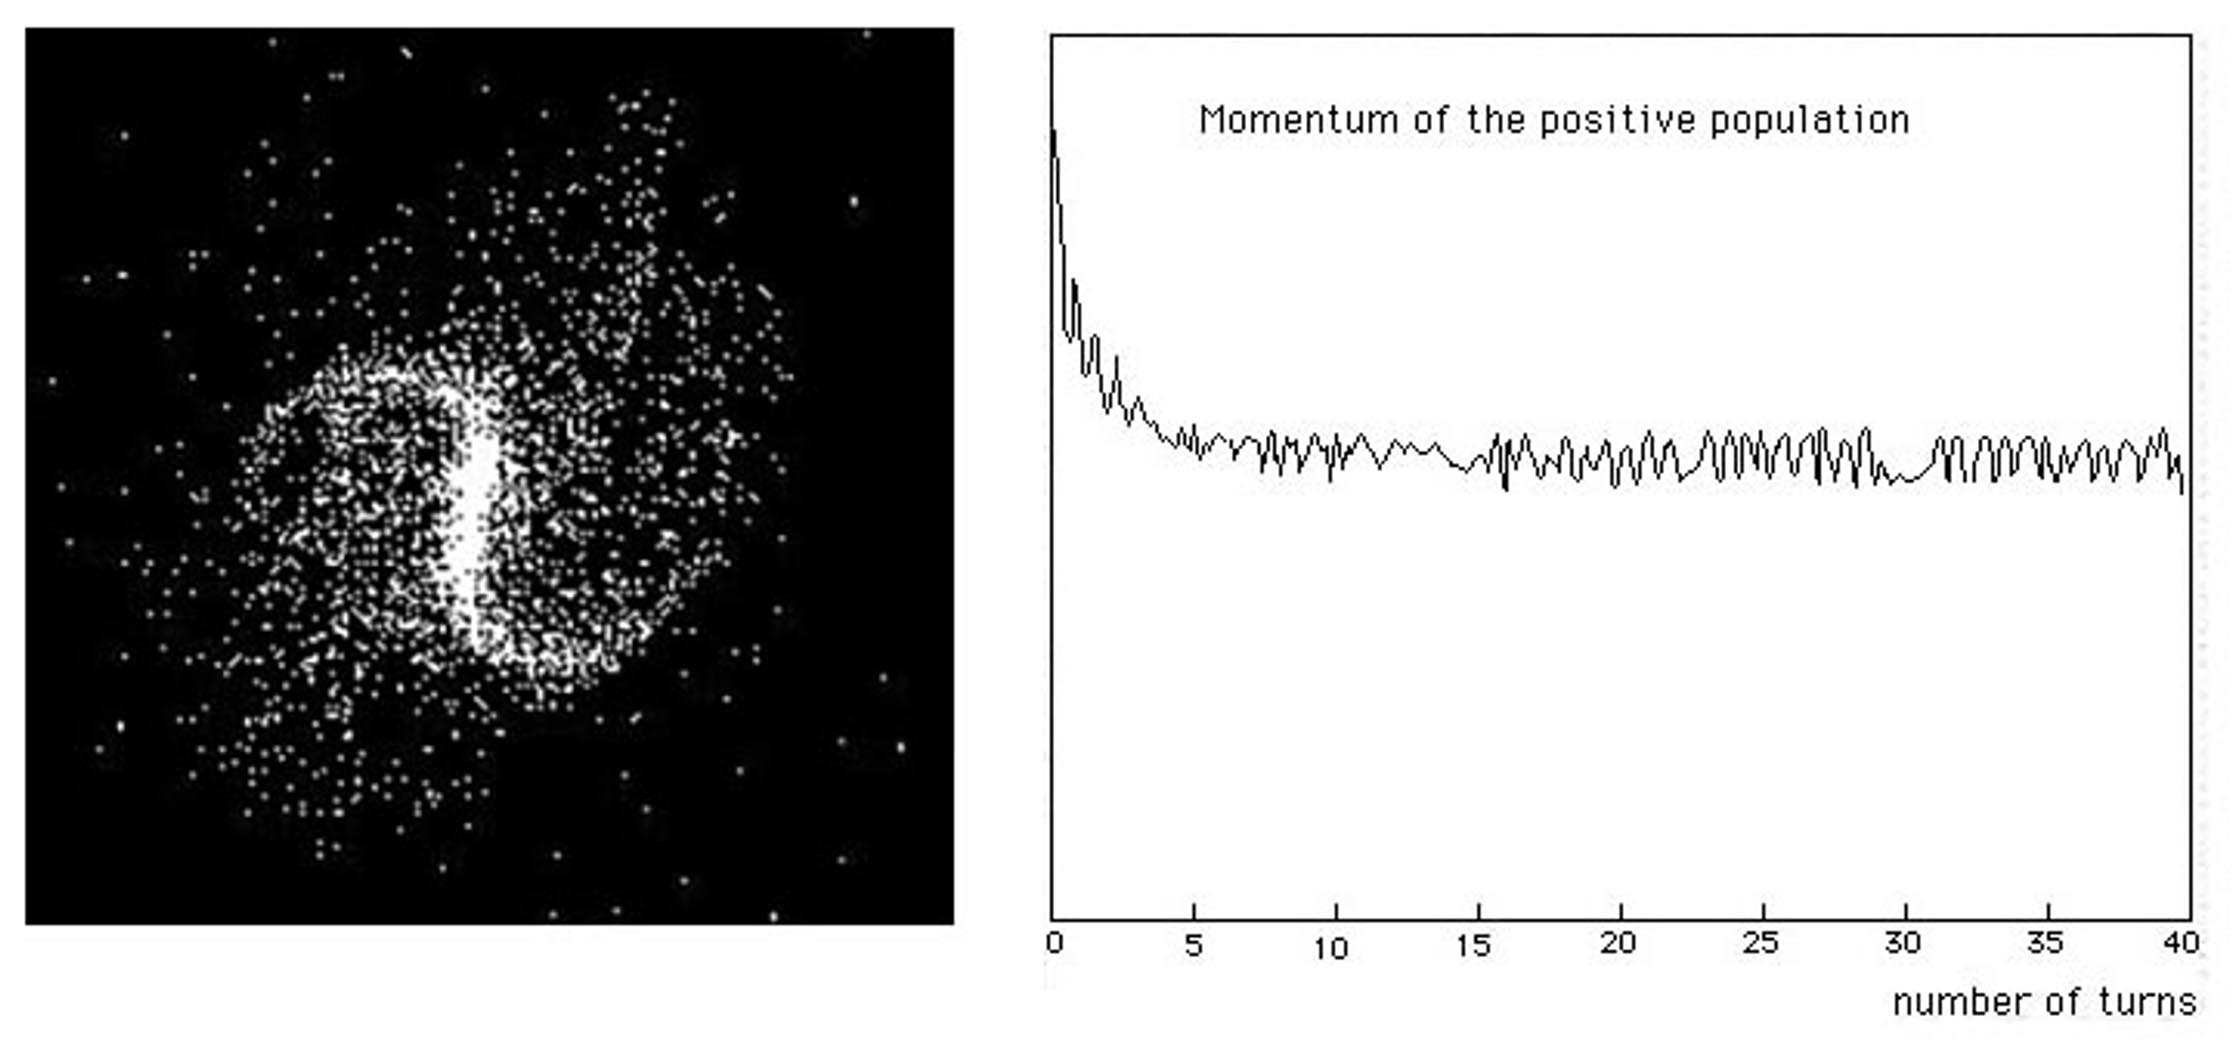 Momentum of the positive population
0 5 10 15 20 25 30 35 40
number of turns